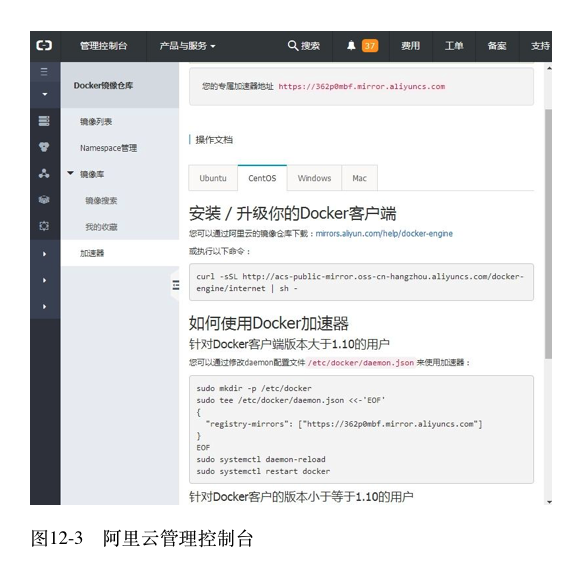 管理控制台 产品与服务 搜索 37 费用 工单 备案 支持
Docker镜像仓库
镜像列表
Namespace管理
镜像库
镜像搜索
我的收藏
加速器
您的专属加速器地址 https://362p0mbf.mirror.aliyuncs.com
操作文档
Ubuntu CentOS Windows Mac
安装 / 升级你的Docker客户端
您可以通过阿里云的镜像仓库下载：mirrors.aliyun.com/help/docker-engine
或执行以下命令：
curl -sSL http://acs-public-mirror.oss-cn-hangzhou.aliyuncs.com/docker-
engine/internet | sh -
如何使用Docker加速器
针对Docker客户端版本大于1.10的用户
您可以通过修改daemon配置文件 /etc/docker/daemon.json 来使用加速器：
sudo mkdir -p /etc/docker
sudo tee /etc/docker/daemon.json <<-'EOF'
{
"registry-mirrors": ["https://362p0mbf.mirror.aliyuncs.com"]
}
EOF
sudo systemctl daemon-reload
sudo systemctl restart docker
针对Docker客户的版本小于等于1.10的用户
图12-3 阿里云管理控制台